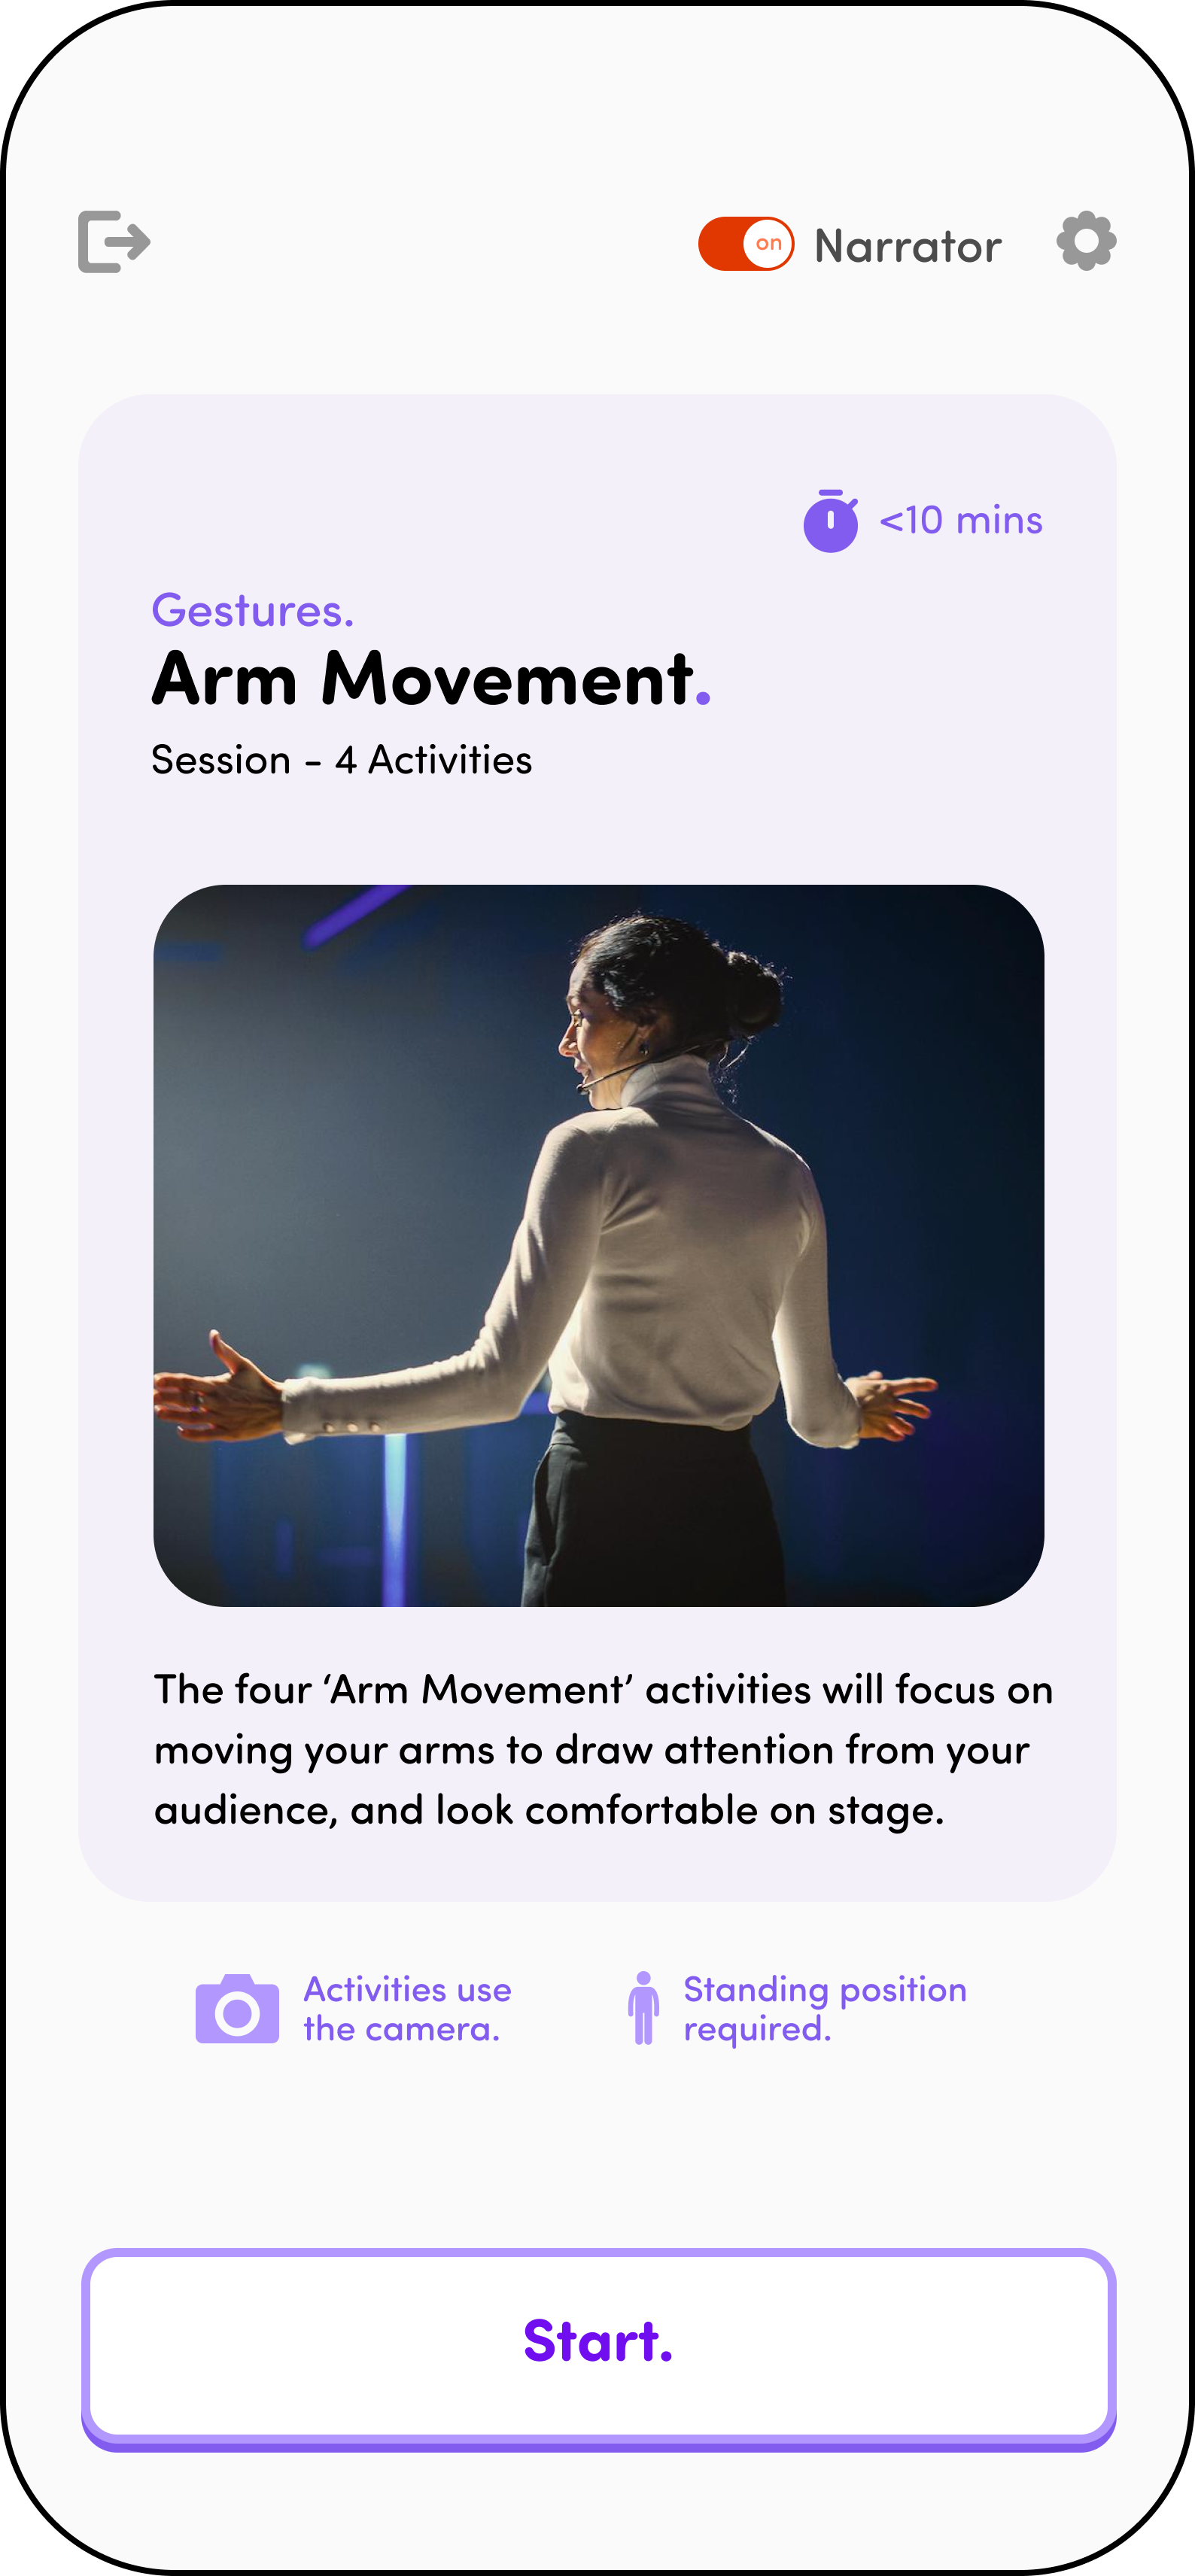 on Narrator
<10 mins
Gestures.
Arm Movement.
Session - 4 Activities
The four ‘Arm Movement’ activities will focus on
moving your arms to draw attention from your
audience, and look comfortable on stage.
Activities use
the camera.
Standing position
required.
Start.